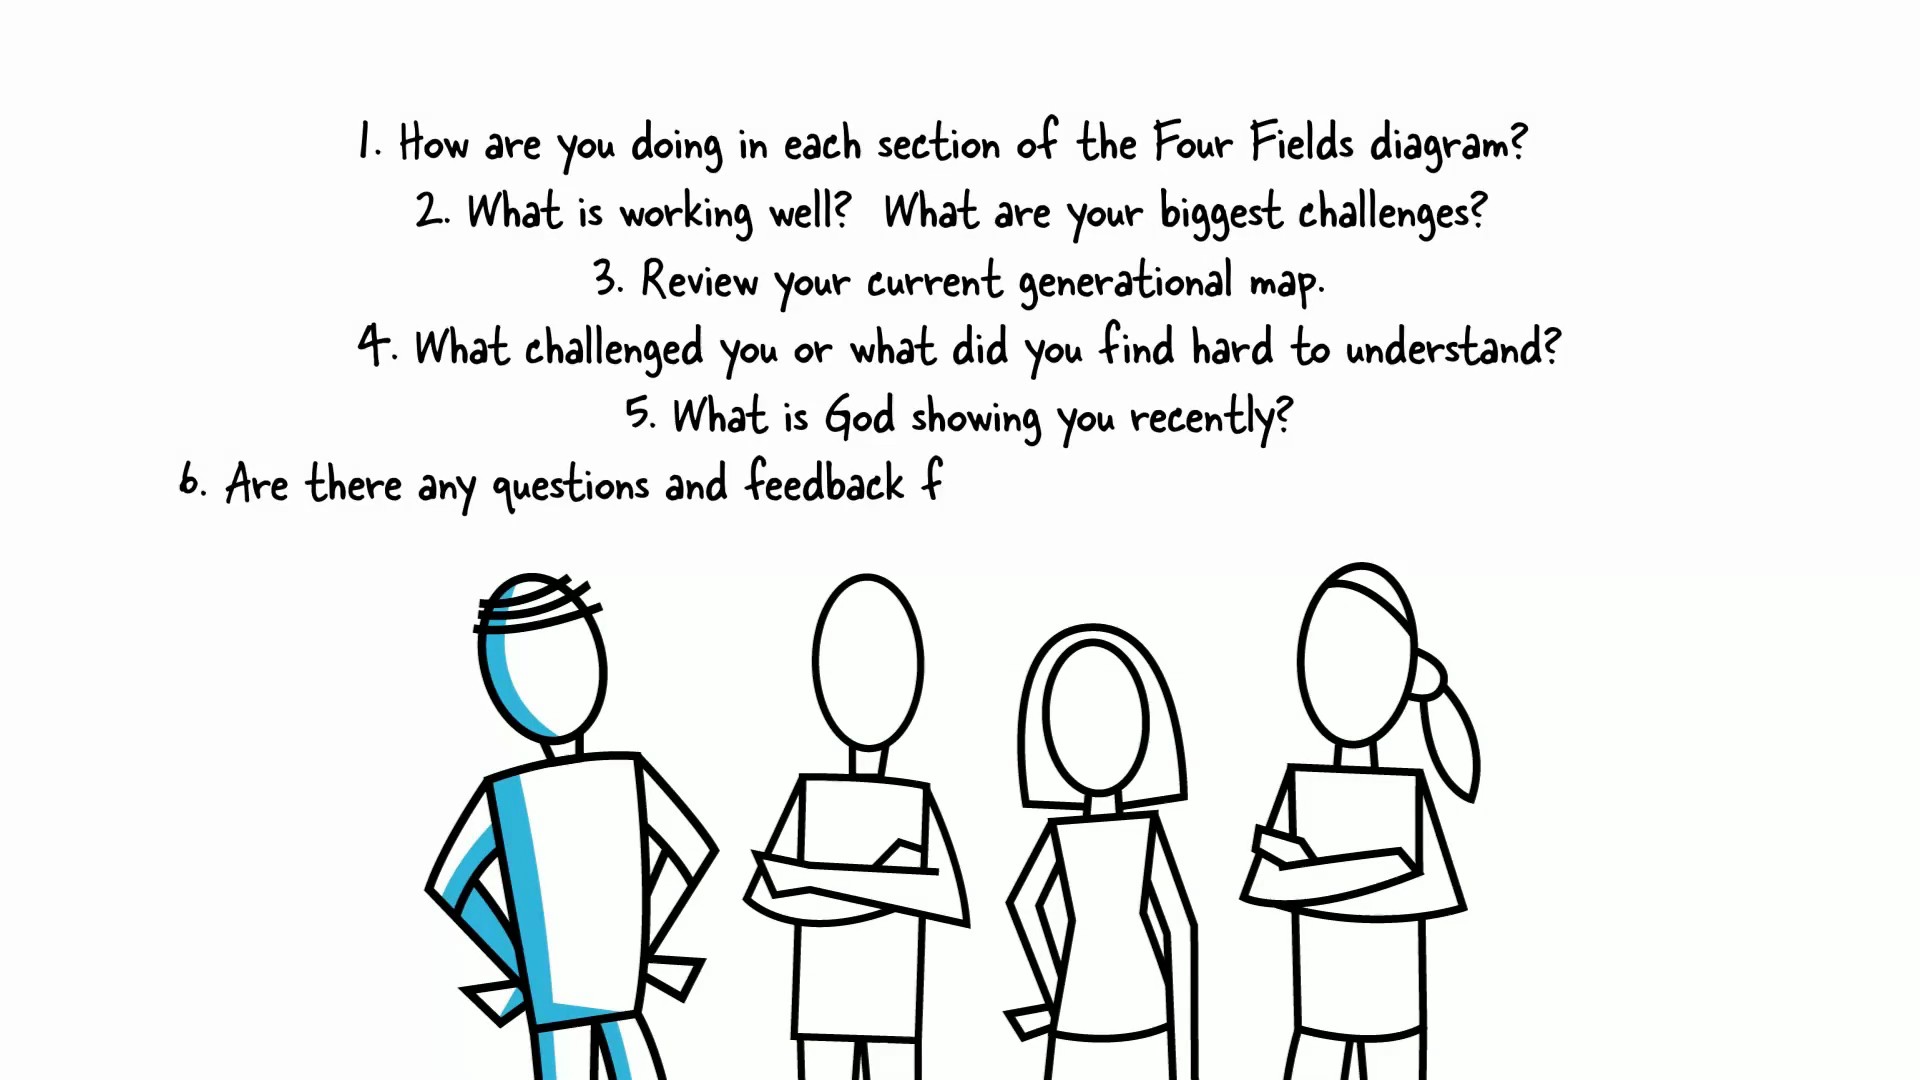 1. How are you doing in each section of the Four Fields diagram?
2. What is working well?  What are your biggest challenges?
3. Review your current generational map.
4. What challenged you or what did you find hard to understand?
5. What is God showing you recently?
6. Are there any questions and feedback f